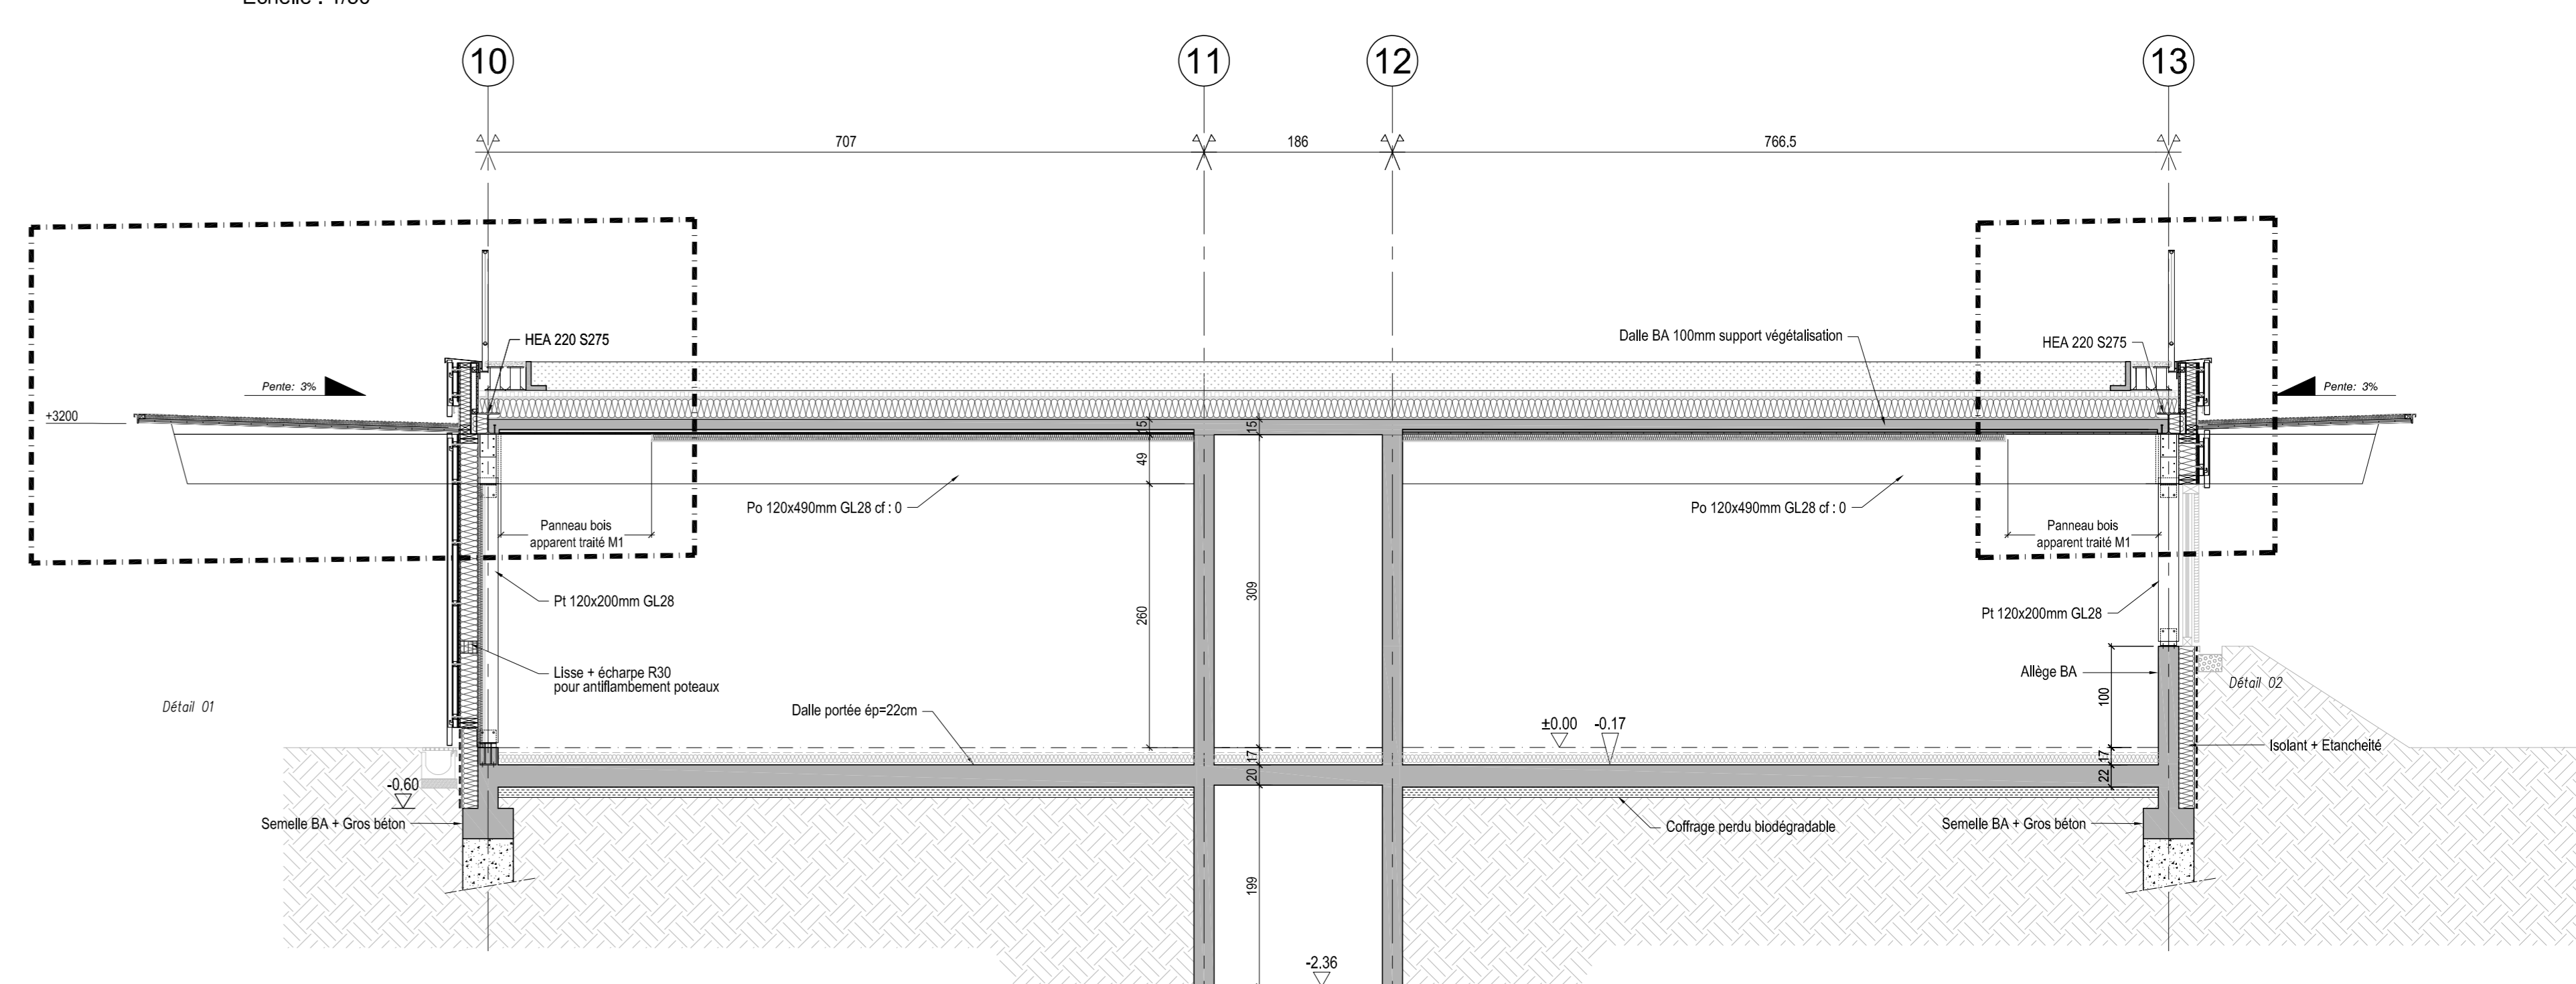 10
11
12
13
707
186
766.5
HEA 220 S275
Dalle BA 100mm support végétalisation
HEA 220 S275
Pente: 3%
Pente: 3%
+3200
15
15
49
Po 120x490mm GL28 cf : 0
Po 120x490mm GL28 cf : 0
Panneau bois
apparent traité M1
Panneau bois
apparent traité M1
Pt 120x200mm GL28
309
260
Pt 120x200mm GL28
Lisse + écharpe R30
pour antiflambement poteaux
Allège BA
Détail 01
Détail 02
100
Dalle portée ép=22cm
±0.00
-0.17
Isolant + Etancheité
17
17
20
22
-0.60
Semelle BA + Gros béton
Coffrage perdu biodégradable
Semelle BA + Gros béton
199
-2.36